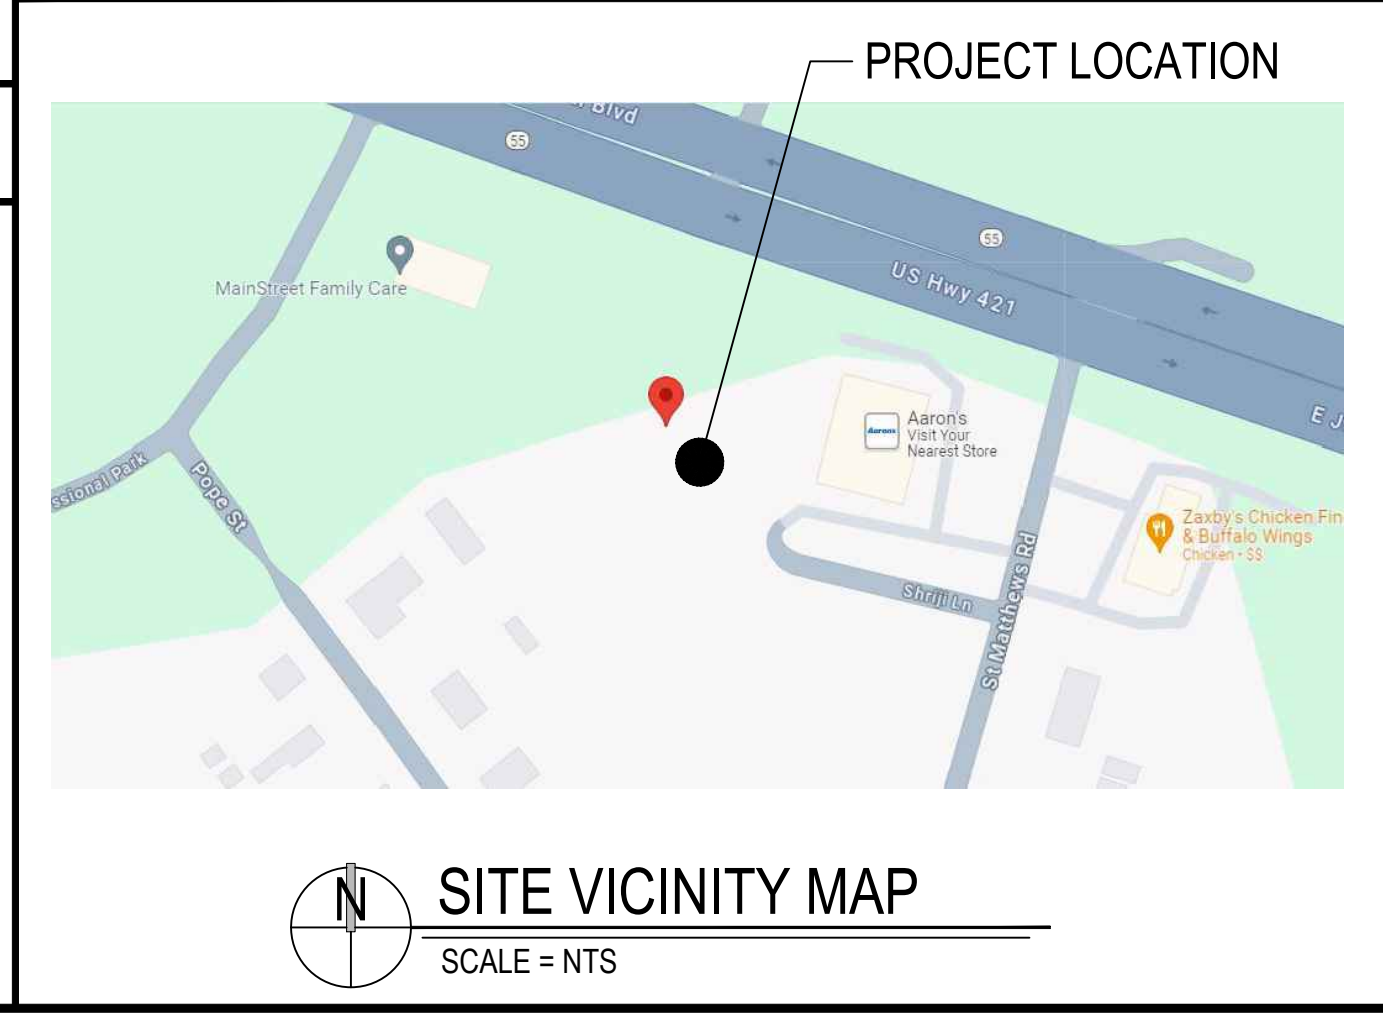 PROJECT LOCATION
Blvd
55
55
US Hwy 421
MainStreet Family Care
E J
Aarons
Aaron's
Visit Your
Nearest Store
ssional Park
Pope St
Zaxby's Chicken Fin
& Buffalo Wings
Chicken • $$
Shriji Ln
St Matthews Rd
N
SITE VICINITY MAP
SCALE = NTS